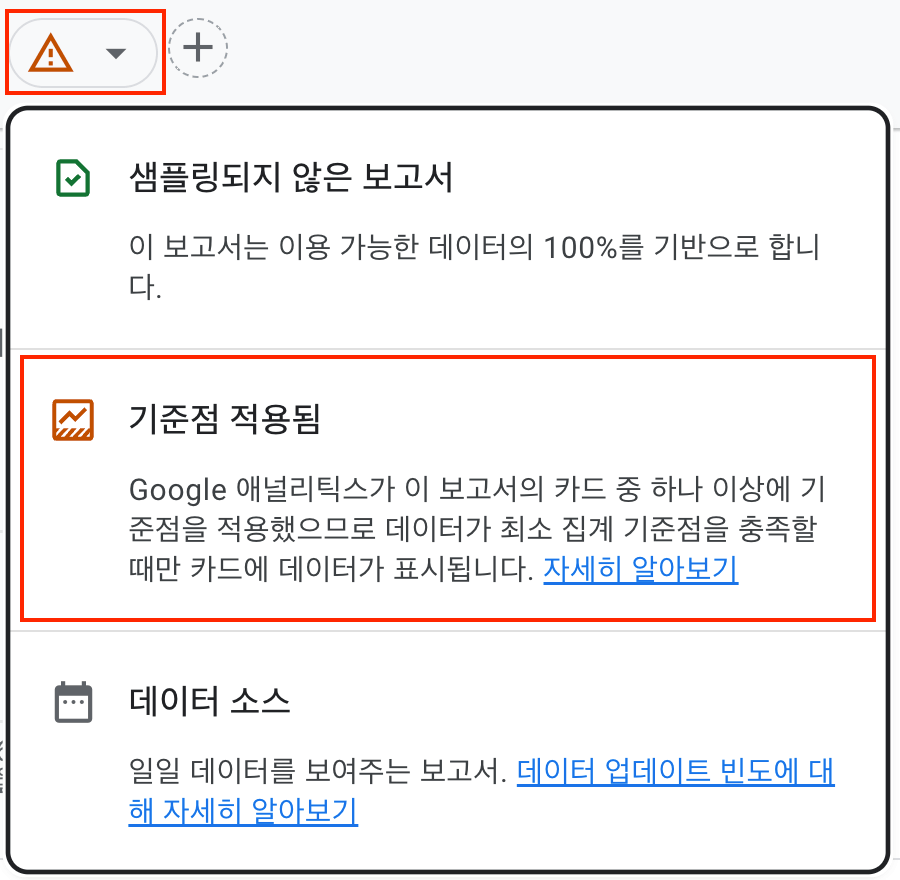 샘플링되지 않은 보고서
이 보고서는 이용 가능한 데이터의 100%를 기반으로 합니
다.
기준점 적용됨
Google 애널리틱스가 이 보고서의 카드 중 하나 이상에 기
준점을 적용했으므로 데이터가 최소 집계 기준점을 충족할
때만 카드에 데이터가 표시됩니다. 자세히 알아보기
데이터 소스
일일 데이터를 보여주는 보고서. 데이터 업데이트 빈도에 대
해 자세히 알아보기